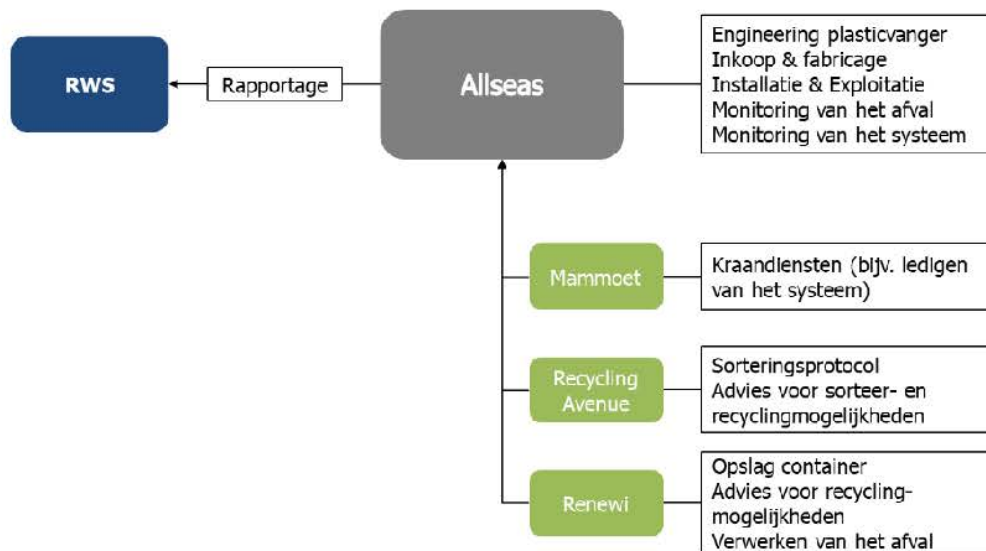 RWS
Rapportage
Allseas
Engineering plasticvanger
Inkoop & fabricage
Installatie & Exploitatie
Monitoring van het afval
Monitoring van het systeem
Mammoet
Kraandiensten (bijv. ledigen
van het systeem)
Recycling
Avenue
Sorteringsprotocol
Advies voor sorteer- en
recyclingmogelijkheden
Renewi
Opslag container
Advies voor recycling-
mogelijkheden
Verwerken van het afval